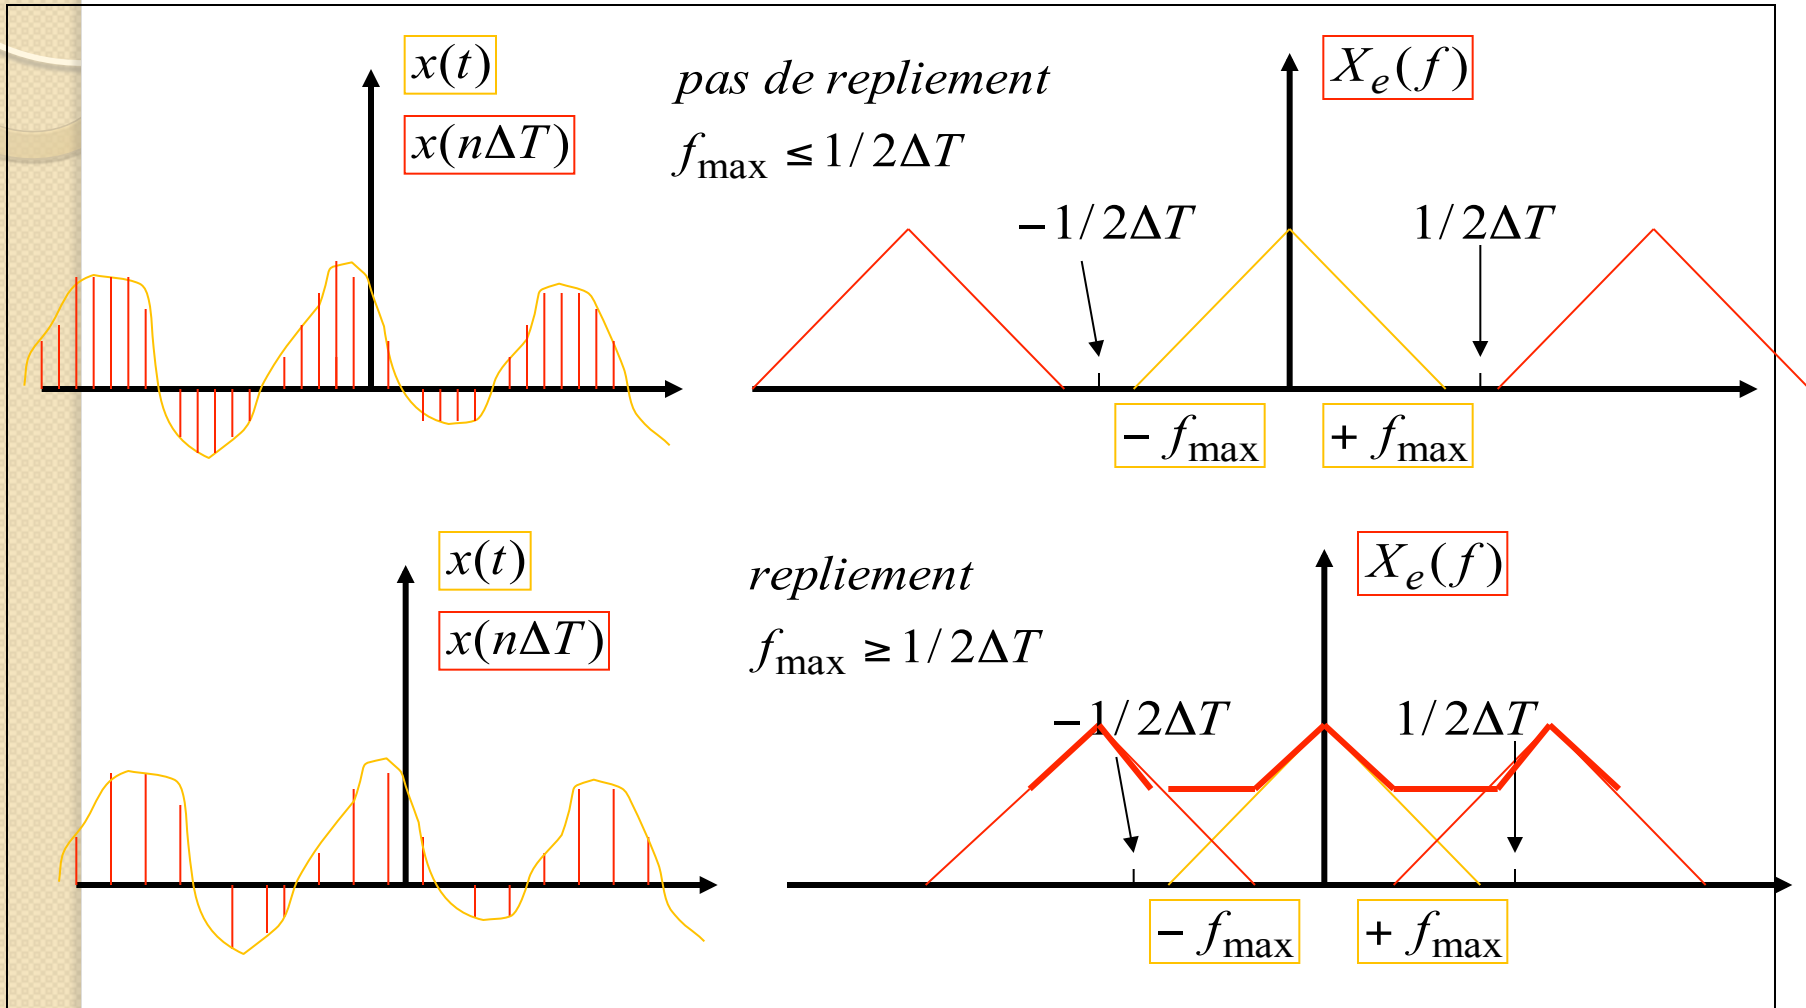 x(t)
x(nΔT)
pas de repliement
f_max ≤ 1/2ΔT
X_e(f)
−1/2ΔT
1/2ΔT
− f_max
+ f_max
x(t)
x(nΔT)
repliement
f_max ≥ 1/2ΔT
X_e(f)
−1/2ΔT
1/2ΔT
− f_max
+ f_max